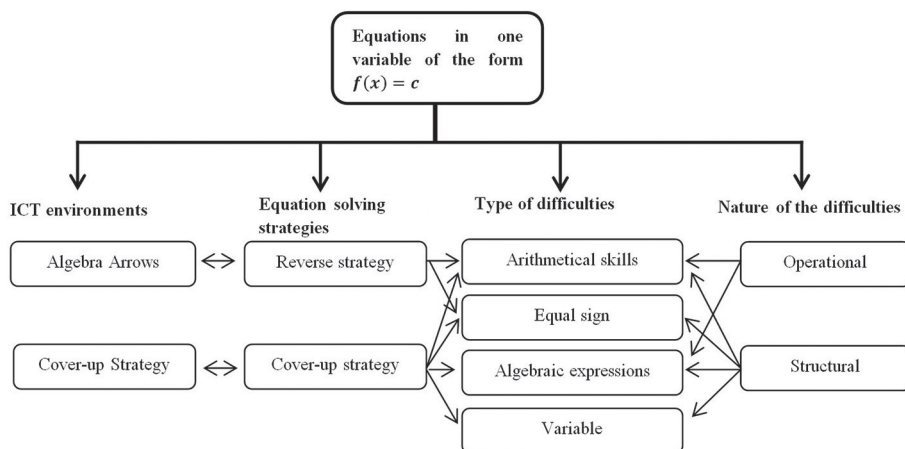 Equations in one
variable of the form
f(x) = c
ICT environments
Equation solving
strategies
Type of difficulties
Nature of the difficulties
Algebra Arrows
Reverse strategy
Arithmetical skills
Operational
Equal sign
Cover-up Strategy
Cover-up strategy
Algebraic expressions
Structural
Variable